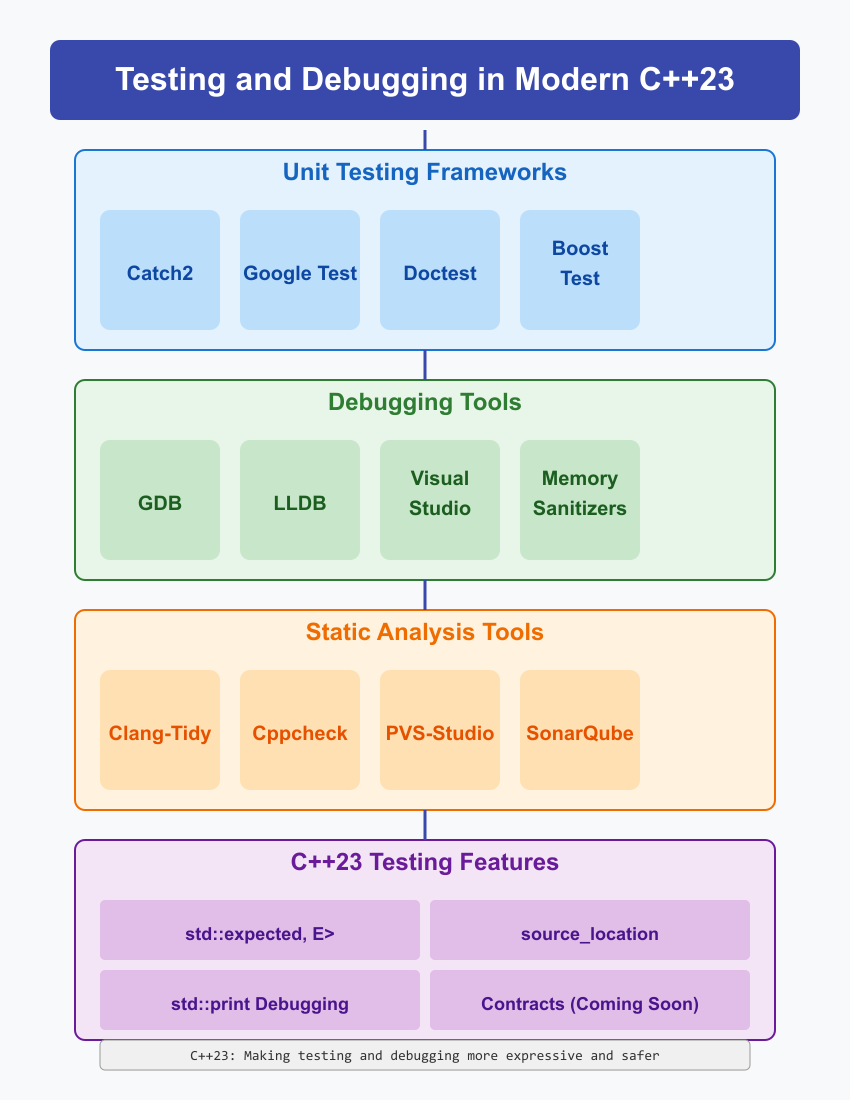 Testing and Debugging in Modern C++23
Unit Testing Frameworks
Catch2
Google Test
Doctest
Boost
Test
Debugging Tools
GDB
LLDB
Visual
Studio
Memory
Sanitizers
Static Analysis Tools
Clang-Tidy
Cppcheck
PVS-Studio
SonarQube
C++23 Testing Features
std::expected, E>
source_location
std::print Debugging
Contracts (Coming Soon)
C++23: Making testing and debugging more expressive and safer